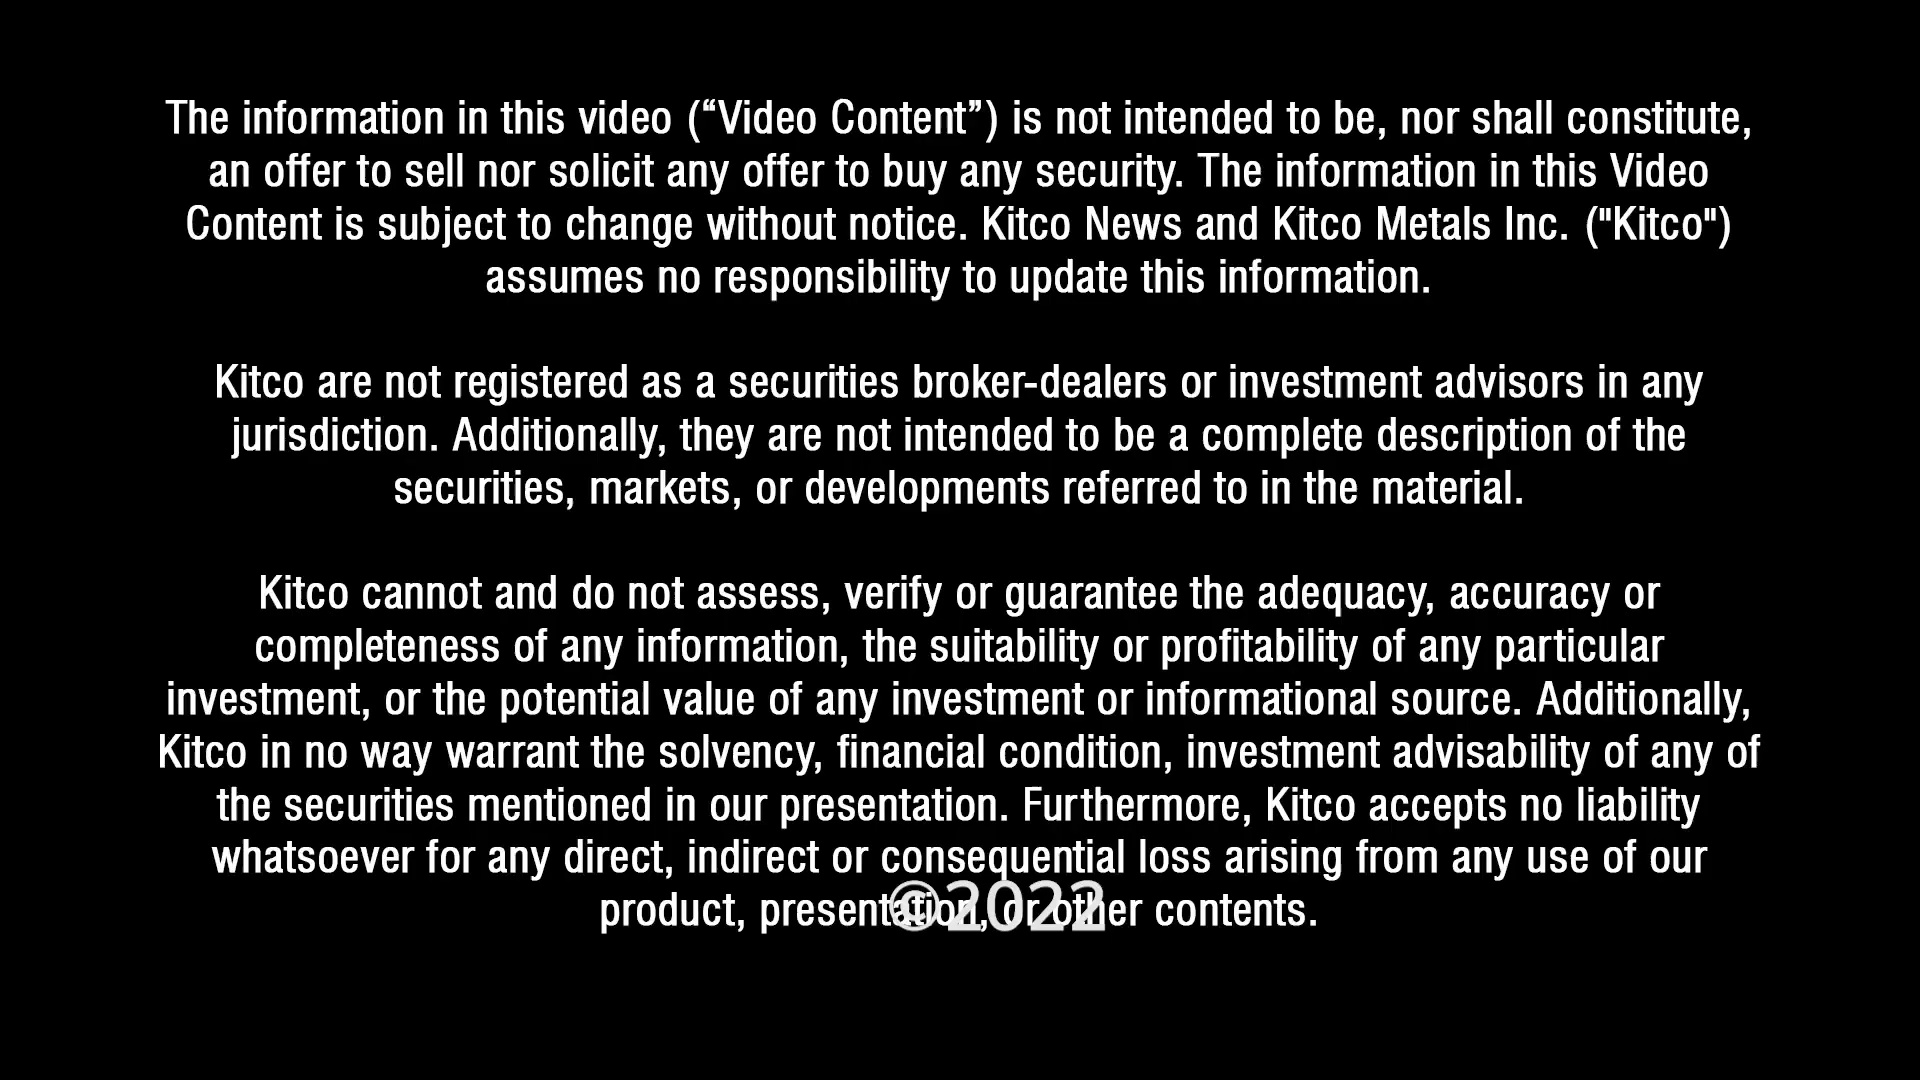 The information in this video (“Video Content”) is not intended to be, nor shall constitute,
an offer to sell nor solicit any offer to buy any security. The information in this Video
Content is subject to change without notice. Kitco News and Kitco Metals Inc. ("Kitco")
assumes no responsibility to update this information.
Kitco are not registered as a securities broker-dealers or investment advisors in any
jurisdiction. Additionally, they are not intended to be a complete description of the
securities, markets, or developments referred to in the material.
Kitco cannot and do not assess, verify or guarantee the adequacy, accuracy or
completeness of any information, the suitability or profitability of any particular
investment, or the potential value of any investment or informational source. Additionally,
Kitco in no way warrant the solvency, financial condition, investment advisability of any of
the securities mentioned in our presentation. Furthermore, Kitco accepts no liability
whatsoever for any direct, indirect or consequential loss arising from any use of our
product, presentation, or other contents.
©2022